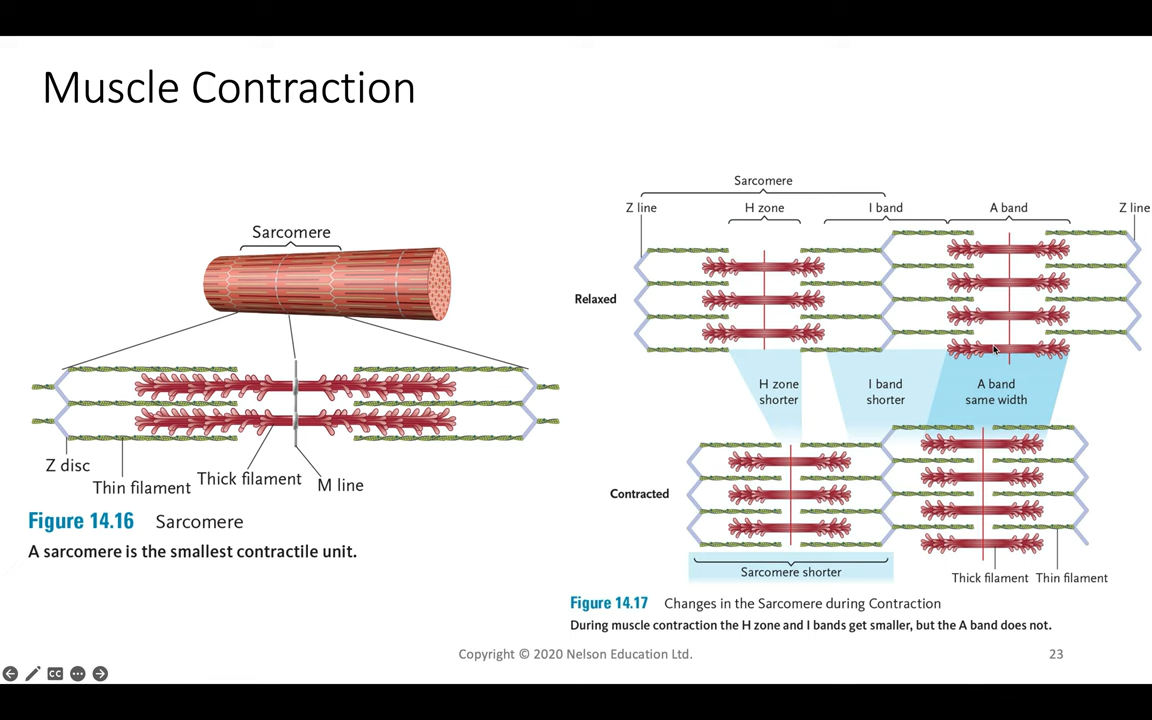 Muscle Contraction
Sarcomere
Z disc
Thin filament
Thick filament
M line
Figure 14.16 Sarcomere
A sarcomere is the smallest contractile unit.
Sarcomere
Z line
H zone
I band
A band
Z line
Relaxed
H zone
shorter
I band
shorter
A band
same width
Contracted
Sarcomere shorter
Thick filament
Thin filament
Figure 14.17 Changes in the Sarcomere during Contraction
During muscle contraction the H zone and I bands get smaller, but the A band does not.
Copyright © 2020 Nelson Education Ltd.
23
CC